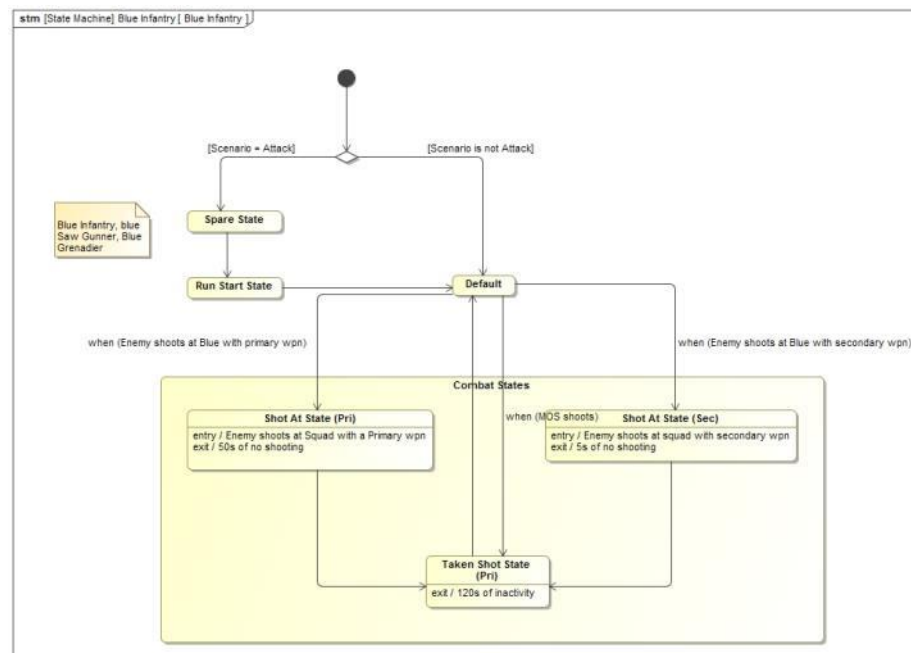 stm [State Machine] Blue Infantry [ Blue Infantry ]
[Scenario = Attack]
[Scenario is not Attack]
Blue Infantry, blue
Saw Gunner, Blue
Grenadier
Spare State
Run Start State
Default
when (Enemy shoots at Blue with primary wpn)
when (Enemy shoots at Blue with secondary wpn)
Combat States
Shot At State (Pri)
entry / Enemy shoots at Squad with a Primary wpn
exit / 50s of no shooting
when (MOS shoots)
Shot At State (Sec)
entry / Enemy shoots at squad with secondary wpn
exit / 5s of no shooting
Taken Shot State
(Pri)
exit / 120s of inactivity